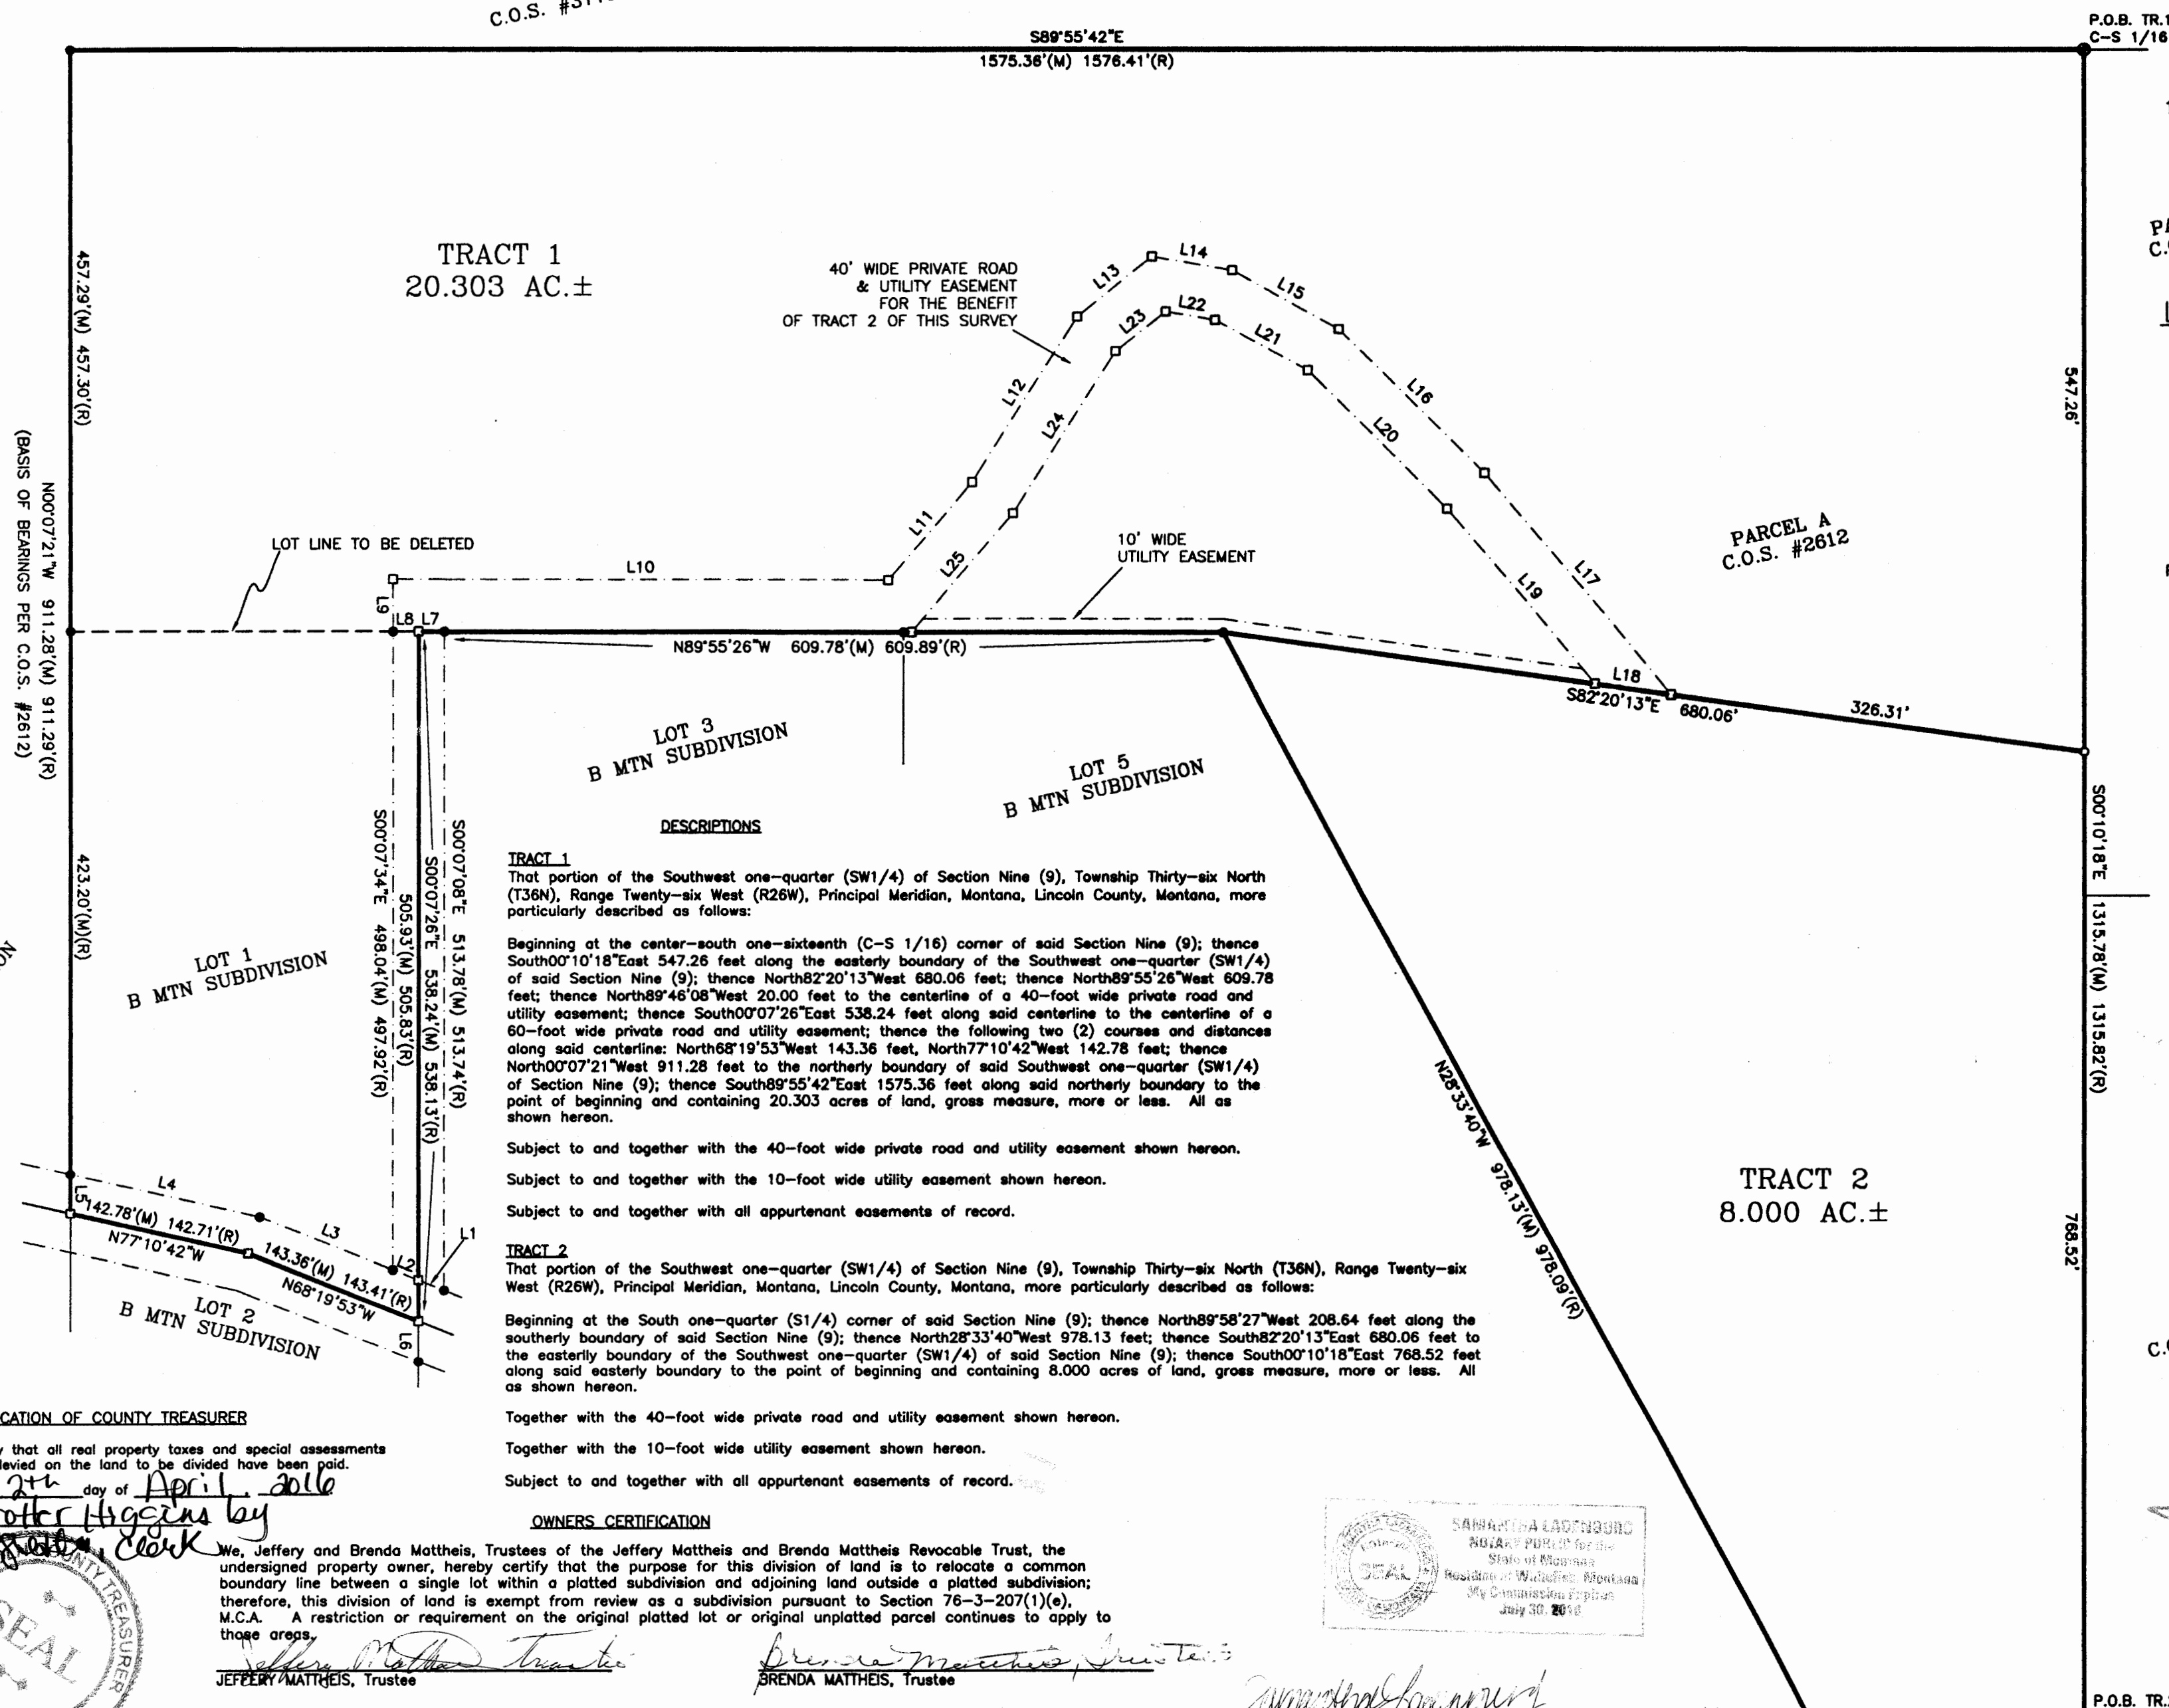 C.O.S.
P.O.B. TR.1
C-S 1/16
S89°55'42"E
1575.36'(M) 1576.41'(R)
TRACT 1
20.303 AC.±
457.29'(M) 457.30'(R)
N00°07'21"W 911.28'(M) 911.29'(R)
(BASIS OF BEARINGS PER C.O.S. #2612)
423.20'(M)(R)
40' WIDE PRIVATE ROAD
& UTILITY EASEMENT
FOR THE BENEFIT
OF TRACT 2 OF THIS SURVEY
L13
L14
L15
L12
L23
L22
L21
L16
L24
L20
L11
L25
L19
L17
547.26'
LOT LINE TO BE DELETED
L10
10' WIDE
UTILITY EASEMENT
PARCEL A
C.O.S. #2612
L9
L8 L7
N89°55'26"W 609.78'(M) 609.89'(R)
L18
S82°20'13"E 680.06'
326.31'
LOT 3
B MTN SUBDIVISION
LOT 5
B MTN SUBDIVISION
S00°10'18"E 1315.78'(M) 1315.82'(R)
768.52'
LOT 1
B MTN SUBDIVISION
S00°07'34"E 498.04'(M) 497.92'(R)
505.93'(M) 505.83'(R)
S00°07'26"E 538.24'(M) 538.13'(R)
S00°07'08"E 513.78'(M) 513.74'(R)
N28°33'40"W 978.13'(M) 978.09'(R)
TRACT 2
8.000 AC.±
L4
L5
L3
L2
L1
L6
142.78'(M) 142.71'(R)
N77°10'42"W
143.36'(M) 143.41'(R)
N68°19'53"W
LOT 2
B MTN SUBDIVISION
DESCRIPTIONS
TRACT 1
That portion of the Southwest one-quarter (SW1/4) of Section Nine (9), Township Thirty-six North
(T36N), Range Twenty-six West (R26W), Principal Meridian, Montana, Lincoln County, Montana, more
particularly described as follows:
Beginning at the center-south one-sixteenth (C-S 1/16) corner of said Section Nine (9); thence
South00°10'18"East 547.26 feet along the easterly boundary of the Southwest one-quarter (SW1/4)
of said Section Nine (9); thence North82°20'13"West 680.06 feet; thence North89°55'26"West 609.78
feet; thence North89°46'08"West 20.00 feet to the centerline of a 40-foot wide private road and
utility easement; thence South00°07'26"East 538.24 feet along said centerline to the centerline of a
60-foot wide private road and utility easement; thence the following two (2) courses and distances
along said centerline: North68°19'53"West 143.36 feet, North77°10'42"West 142.78 feet; thence
North00°07'21"West 911.28 feet to the northerly boundary of said Southwest one-quarter (SW1/4)
of Section Nine (9); thence South89°55'42"East 1575.36 feet along said northerly boundary to the
point of beginning and containing 20.303 acres of land, gross measure, more or less. All as
shown hereon.
Subject to and together with the 40-foot wide private road and utility easement shown hereon.
Subject to and together with the 10-foot wide utility easement shown hereon.
Subject to and together with all appurtenant easements of record.
TRACT 2
That portion of the Southwest one-quarter (SW1/4) of Section Nine (9), Township Thirty-six North (T36N), Range Twenty-six
West (R26W), Principal Meridian, Montana, Lincoln County, Montana, more particularly described as follows:
Beginning at the South one-quarter (S1/4) corner of said Section Nine (9); thence North89°58'27"West 208.64 feet along the
southerly boundary of said Section Nine (9); thence North28°33'40"West 978.13 feet; thence South82°20'13"East 680.06 feet to
the easterlly boundary of the Southwest one-quarter (SW1/4) of said Section Nine (9); thence South00°10'18"East 768.52 feet
along said easterly boundary to the point of beginning and containing 8.000 acres of land, gross measure, more or less. All
as shown hereon.
Together with the 40-foot wide private road and utility easement shown hereon.
Together with the 10-foot wide utility easement shown hereon.
Subject to and together with all appurtenant easements of record.
CATION OF COUNTY TREASURER
y that all real property taxes and special assessments
levied on the land to be divided have been paid.
2th day of April, 2016
Higgins by
Clerk
COUNTY TREASURER
SEAL
OWNERS CERTIFICATION
We, Jeffery and Brenda Mattheis, Trustees of the Jeffery Mattheis and Brenda Mattheis Revocable Trust, the
undersigned property owner, hereby certify that the purpose for this division of land is to relocate a common
boundary line between a single lot within a platted subdivision and adjoining land outside a platted subdivision;
therefore, this division of land is exempt from review as a subdivision pursuant to Section 76-3-207(1)(e),
M.C.A. A restriction or requirement on the original platted lot or original unplatted parcel continues to apply to
those areas.
Jeffery Mattheis Trustee
Brenda Mattheis, Trustee
JEFFERY MATTHEIS, Trustee
BRENDA MATTHEIS, Trustee
SEAL
SAMANTHA LADENBURG
NOTARY PUBLIC for the
State of Montana
Residing at Whitefish, Montana
My Commission Expires
July 30, 2016
P.O.B. TR.